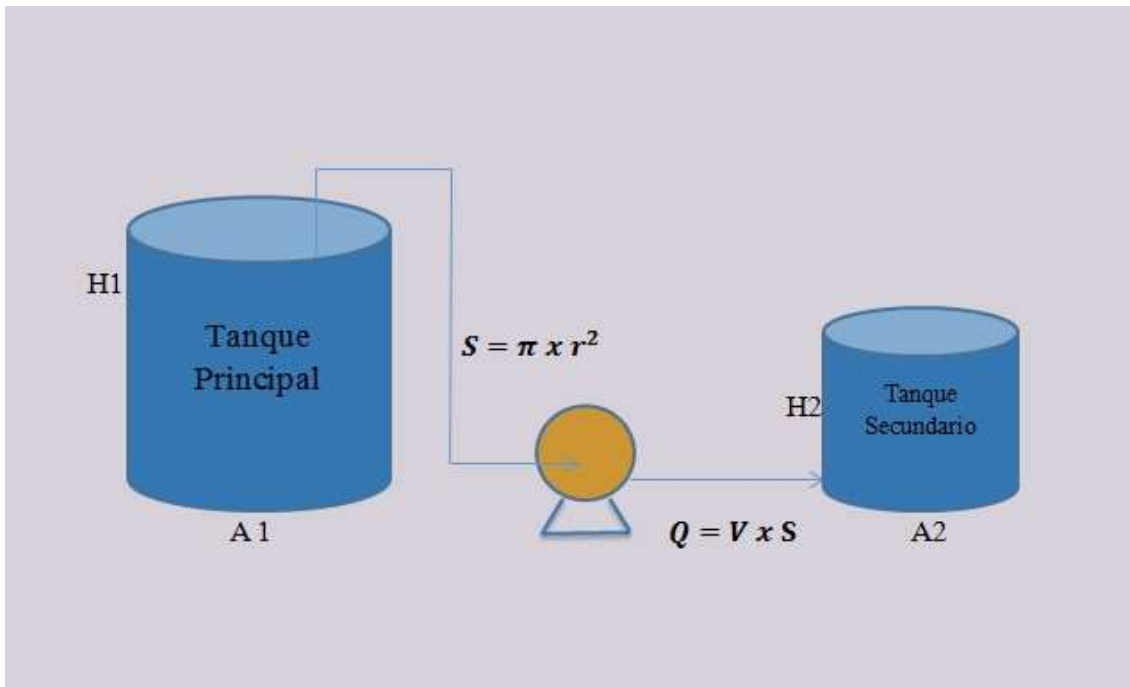 H1
Tanque
Principal
A 1
S = π x r²
Q = V x S
H2
Tanque
Secundario
A2